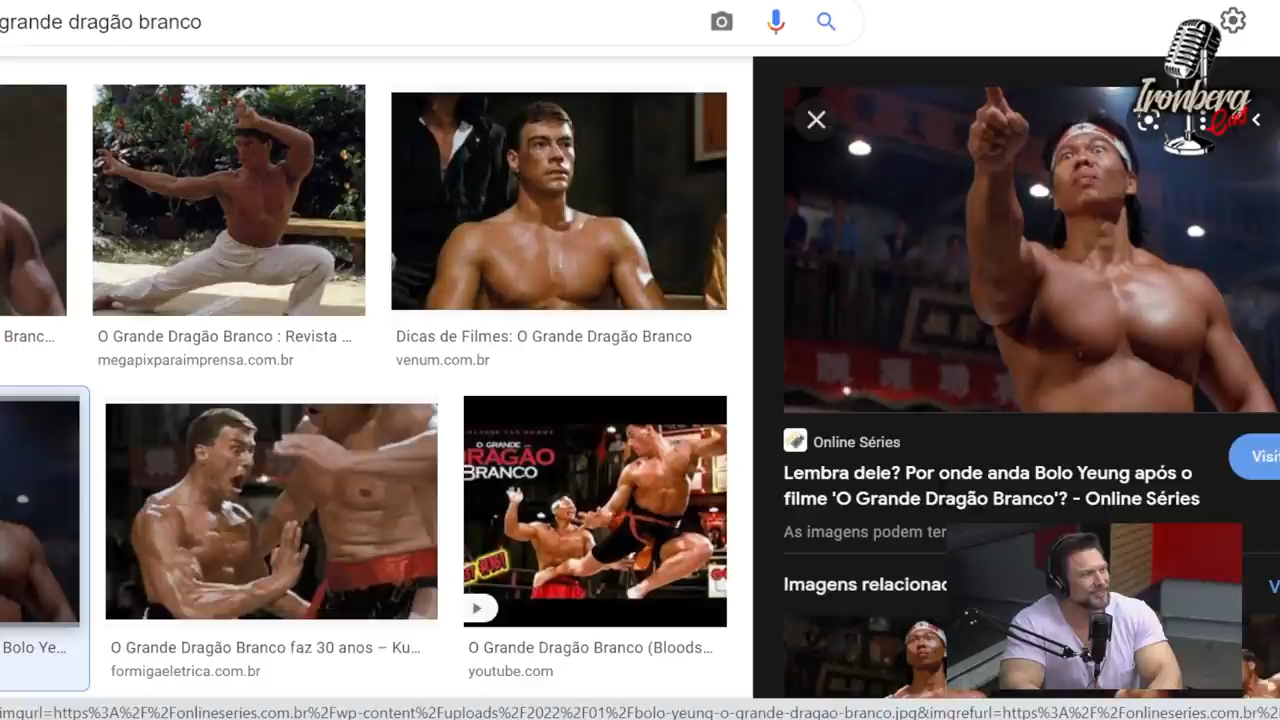 grande dragão branco
Ironberg
Cast
Branc...
O Grande Dragão Branco : Revista ...
megapixparaimprensa.com.br
Dicas de Filmes: O Grande Dragão Branco
venum.com.br
Online Séries
Visit
Lembra dele? Por onde anda Bolo Yeung após o
filme 'O Grande Dragão Branco'? - Online Séries
As imagens podem ter
Imagens relacionad
V
O GRANDE
DRAGÃO
BRANCO
Bolo Ye...
O Grande Dragão Branco faz 30 anos – Ku...
formigaeletrica.com.br
O Grande Dragão Branco (Bloods...
youtube.com
imgurl=https%3A%2F%2Fonlineseries.com.br%2Fwp-content%2Fuploads%2F2022%2F01%2Fbolo-yeung-o-grande-dragao-branco.jpg&imgrefurl=https%3A%2F%2Fonlineseries.com.br%2